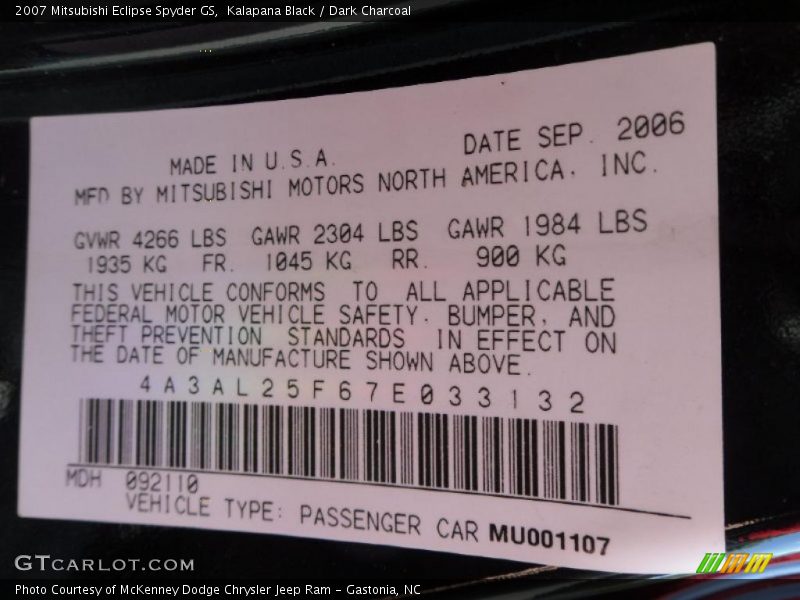 2007 Mitsubishi Eclipse Spyder GS,  Kalapana Black / Dark Charcoal
DATE SEP. 2006
MADE IN U.S.A.
MFD BY MITSUBISHI MOTORS NORTH AMERICA, INC.
GVWR 4266 LBS GAWR 2304 LBS GAWR 1984 LBS
1935 KG FR. 1045 KG RR. 900 KG
THIS VEHICLE CONFORMS TO ALL APPLICABLE
FEDERAL MOTOR VEHICLE SAFETY, BUMPER, AND
THEFT PREVENTION STANDARDS IN EFFECT ON
THE DATE OF MANUFACTURE SHOWN ABOVE.
4A3AL25F67E033132
MDH 092110
VEHICLE TYPE: PASSENGER CAR MU001107
GTCARLOT.COM
Photo Courtesy of McKenney Dodge Chrysler Jeep Ram - Gastonia, NC